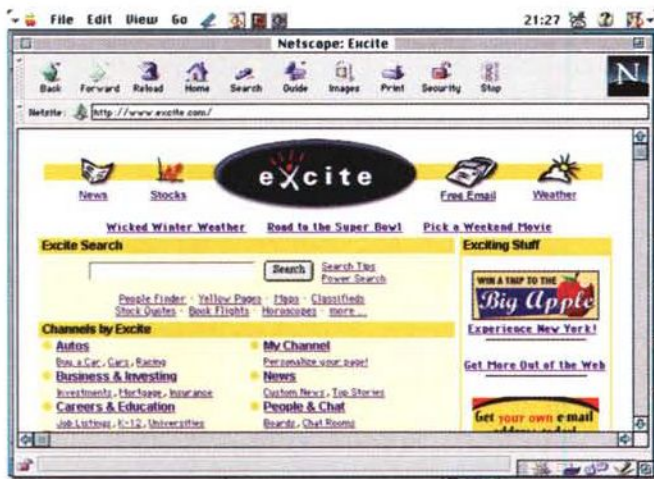 File Edit View Go 21:27
Netscape: Excite
Back Forward Reload Home Search Guide Images Print Security Stop N
Netsite: http://www.excite.com/
News Stocks excite Free Email Weather
Wicked Winter Weather Road to the Super Bowl Pick a Weekend Movie
Excite Search Exciting Stuff
Search Search Tips
Power Search
WIN A TRIP TO THE
Big Apple
People Finder · Yellow Pages · Maps · Classifieds
Stock Quotes · Book Flights · Horoscopes · more ...
Experience New York!
Channels by Excite
Autos My Channel
Buy a Car, Cars, Racing Personalize your page!
Get More Out of the Web
Business & Investing News
Investments, Mortgage, Insurance Custom News, Top Stories
Careers & Education People & Chat
Job Listings, K-12, Universities Boards, Chat Rooms
Get your own e-mail
address today!